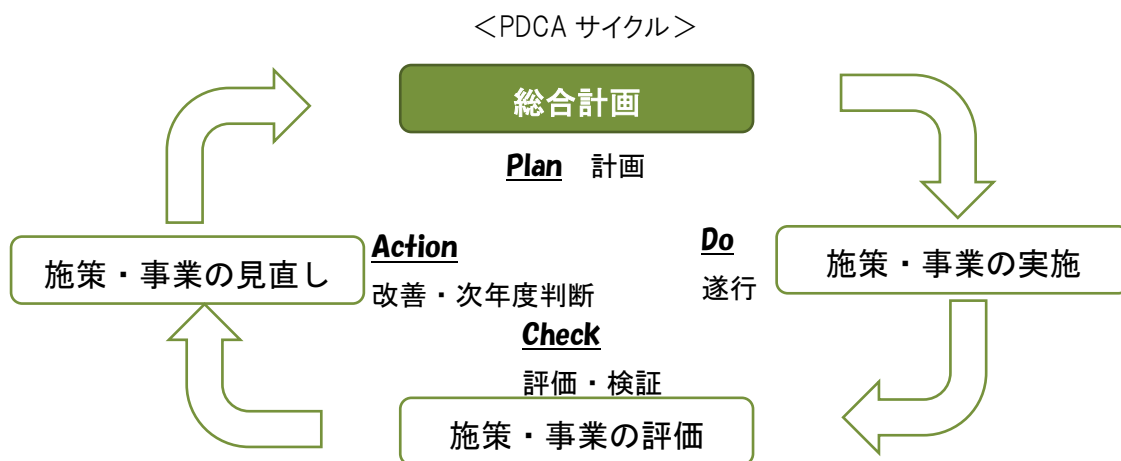 ＜PDCA サイクル＞
総合計画
Plan　計画
Action
改善・次年度判断
Do
遂行
施策・事業の見直し
施策・事業の実施
Check
評価・検証
施策・事業の評価